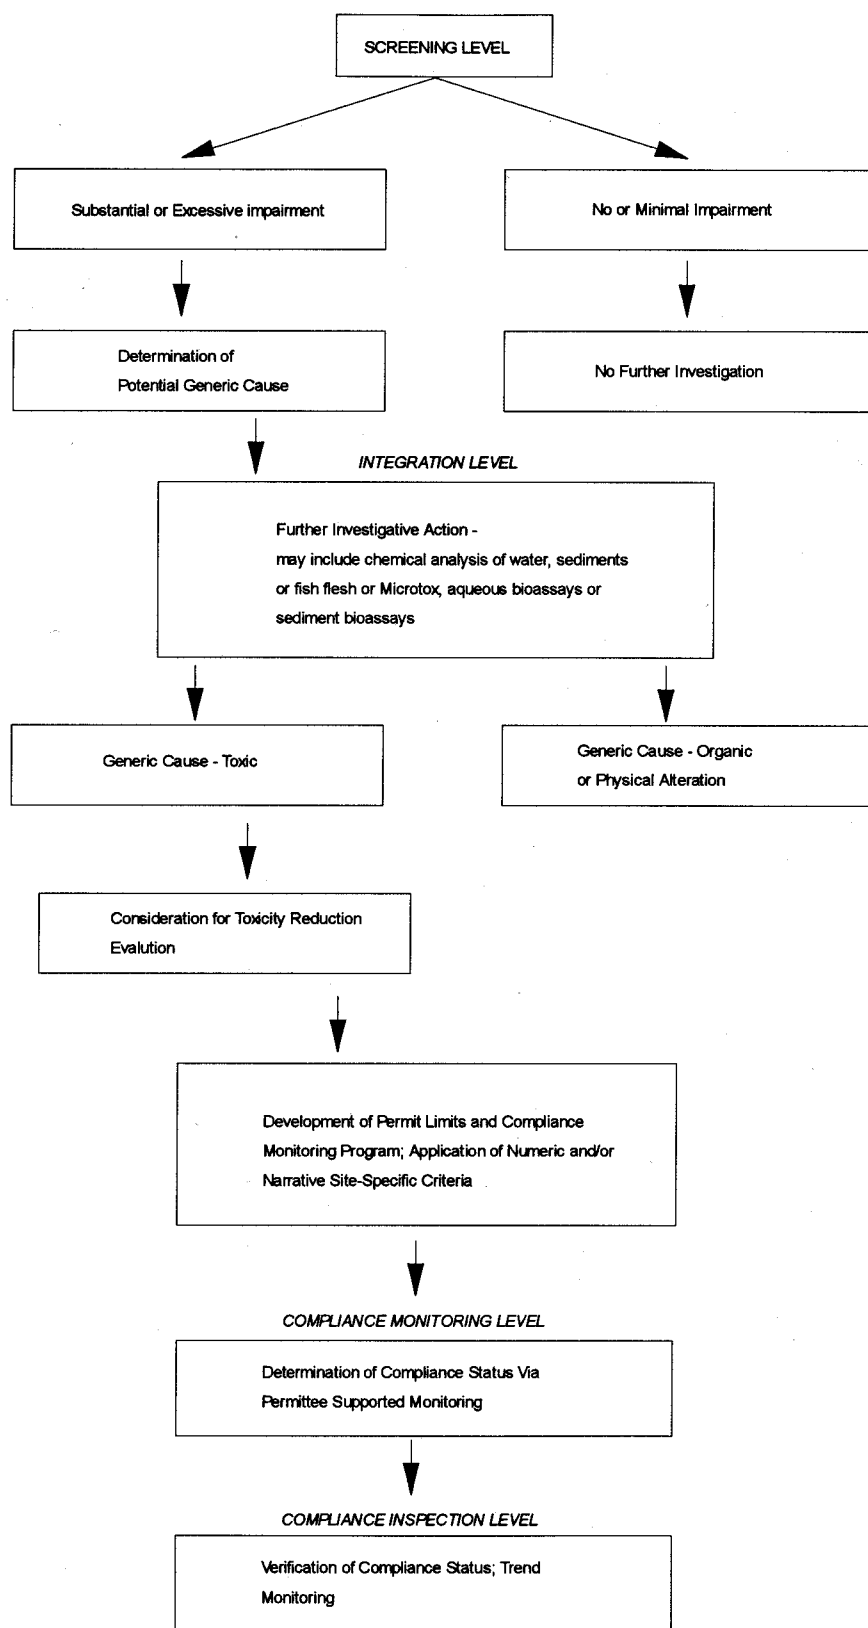 SCREENING LEVEL
Substantial or Excessive impairment
No or Minimal Impairment
Determination of
Potential Generic Cause
No Further Investigation
INTEGRATION LEVEL
Further Investigative Action -
may include chemical analysis of water, sediments
or fish flesh or Microtox, aqueous bioassays or
sediment bioassays
Generic Cause - Toxic
Generic Cause - Organic
or Physical Alteration
Consideration for Toxicity Reduction
Evalution
Development of Permit Limits and Compliance
Monitoring Program; Application of Numeric and/or
Narrative Site-Specific Criteria
COMPLIANCE MONITORING LEVEL
Determination of Compliance Status Via
Permittee Supported Monitoring
COMPLIANCE INSPECTION LEVEL
Verification of Compliance Status; Trend
Monitoring